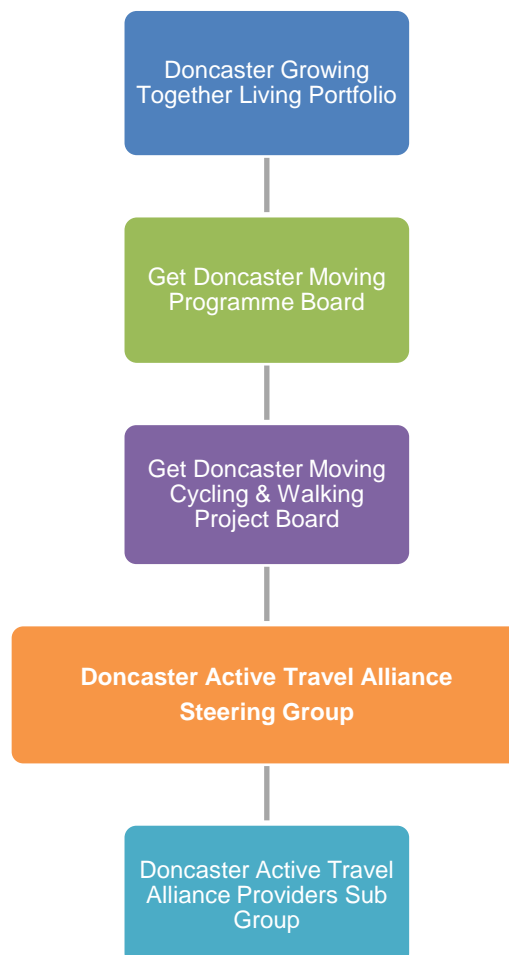 Doncaster Growing
Together Living Portfolio
Get Doncaster Moving
Programme Board
Get Doncaster Moving
Cycling & Walking
Project Board
Doncaster Active Travel Alliance
Steering Group
Doncaster Active Travel
Alliance Providers Sub
Group